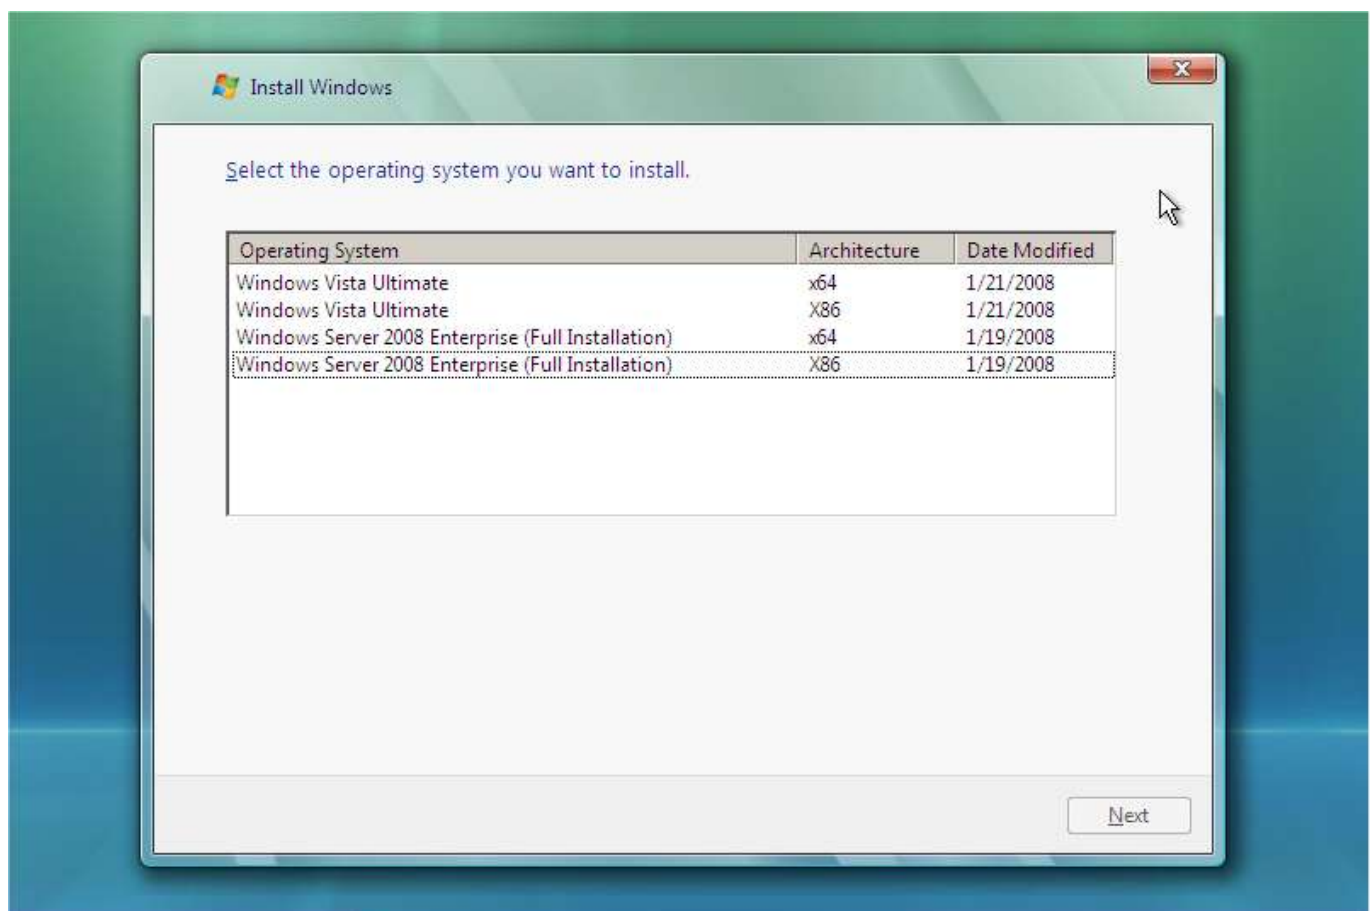 Install Windows
X
Select the operating system you want to install.
Operating System Architecture Date Modified
Windows Vista Ultimate x64 1/21/2008
Windows Vista Ultimate X86 1/21/2008
Windows Server 2008 Enterprise (Full Installation) x64 1/19/2008
Windows Server 2008 Enterprise (Full Installation) X86 1/19/2008
Next